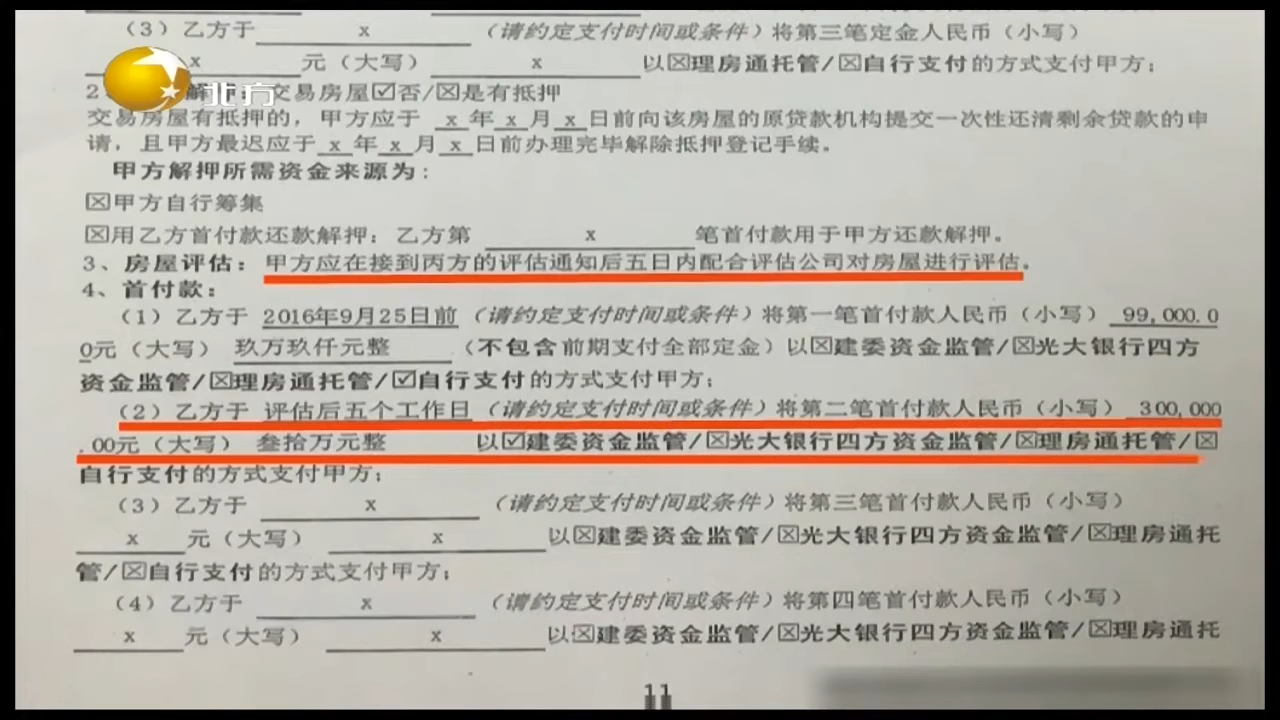 （3）乙方于 x （请约定支付时间或条件）将第三笔定金人民币（小写）
x 元（大写） x 以☒理房通托管/☒自行支付的方式支付甲方；
北方
2、 解押：交易房屋☑否/☒是有抵押
交易房屋有抵押的，甲方应于 x 年 x 月 x 日前向该房屋的原贷款机构提交一次性还清剩余贷款的申
请，且甲方最迟应于 x 年 x 月 x 日前办理完毕解除抵押登记手续。
甲方解押所需资金来源为：
☒甲方自行筹集
☒用乙方首付款还款解押：乙方第 x 笔首付款用于甲方还款解押。
3、房屋评估：甲方应在接到丙方的评估通知后五日内配合评估公司对房屋进行评估。
4、首付款：
（1）乙方于 2016年9月25日前（请约定支付时间或条件）将第一笔首付款人民币（小写） 99,000.0
0元（大写） 玖万玖仟元整 （不包含前期支付全部定金）以☒建委资金监管/☒光大银行四方
资金监管/☒理房通托管/☑自行支付的方式支付甲方；
（2）乙方于 评估后五个工作日（请约定支付时间或条件）将第二笔首付款人民币（小写） 300,000
.00元（大写） 叁拾万元整 以☑建委资金监管/☒光大银行四方资金监管/☒理房通托管/☒
自行支付的方式支付甲方；
（3）乙方于 x （请约定支付时间或条件）将第三笔首付款人民币（小写）
x 元（大写） x 以☒建委资金监管/☒光大银行四方资金监管/☒理房通托
管/☒自行支付的方式支付甲方；
（4）乙方于 x （请约定支付时间或条件）将第四笔首付款人民币（小写）
x 元（大写） x 以☒建委资金监管/☒光大银行四方资金监管/☒理房通托
11